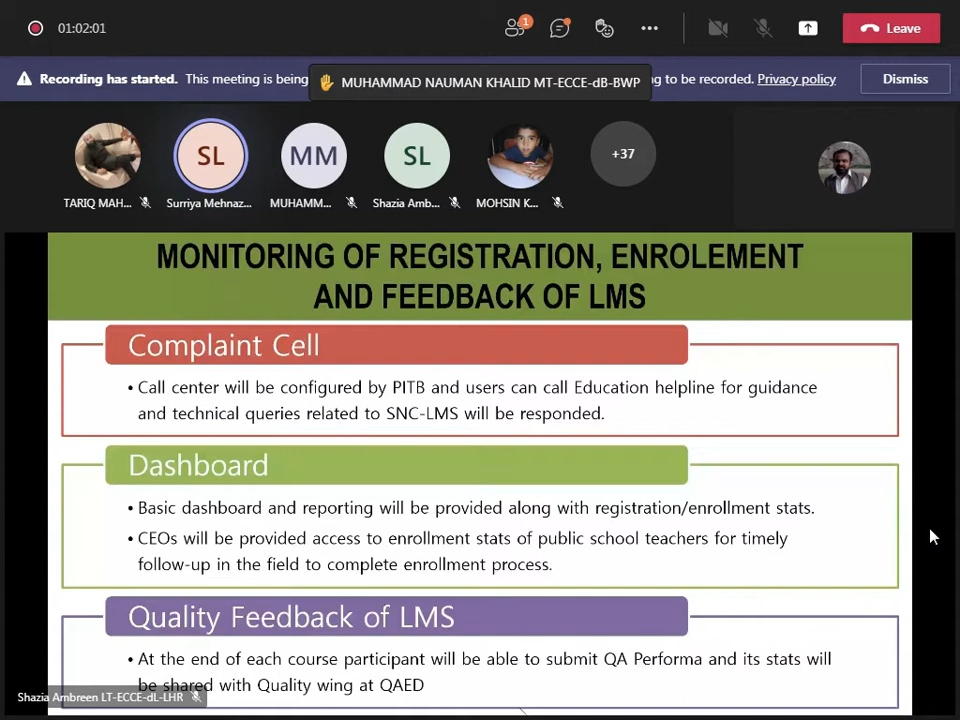 01:02:01
1
Leave
Recording has started. This meeting is being
MUHAMMAD NAUMAN KHALID MT-ECCE-dB-BWP
g to be recorded. Privacy policy
Dismiss
SL
MM
SL
+37
TARIQ MAH...
Surriya Mehnaz...
MUHAMM...
Shazia Amb...
MOHSIN K...
MONITORING OF REGISTRATION, ENROLEMENT
AND FEEDBACK OF LMS
Complaint Cell
• Call center will be configured by PITB and users can call Education helpline for guidance
and technical queries related to SNC-LMS will be responded.
Dashboard
• Basic dashboard and reporting will be provided along with registration/enrollment stats.
• CEOs will be provided access to enrollment stats of public school teachers for timely
follow-up in the field to complete enrollment process.
Quality Feedback of LMS
• At the end of each course participant will be able to submit QA Performa and its stats will
be shared with Quality wing at QAED
Shazia Ambreen LT-ECCE-dL-LHR